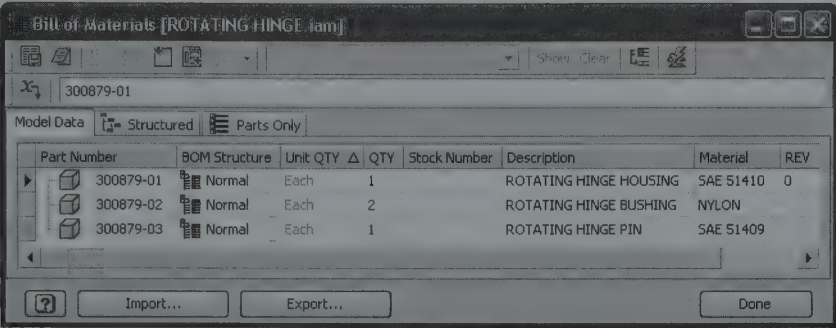 Bill of Materials [ROTATING HINGE.iam]
Show Clear
300879-01
Model Data Structured Parts Only
Part Number BOM Structure Unit QTY QTY Stock Number Description Material REV
300879-01 Normal Each 1 ROTATING HINGE HOUSING SAE 51410 0
300879-02 Normal Each 2 ROTATING HINGE BUSHING NYLON
300879-03 Normal Each 1 ROTATING HINGE PIN SAE 51409
Import... Export... Done